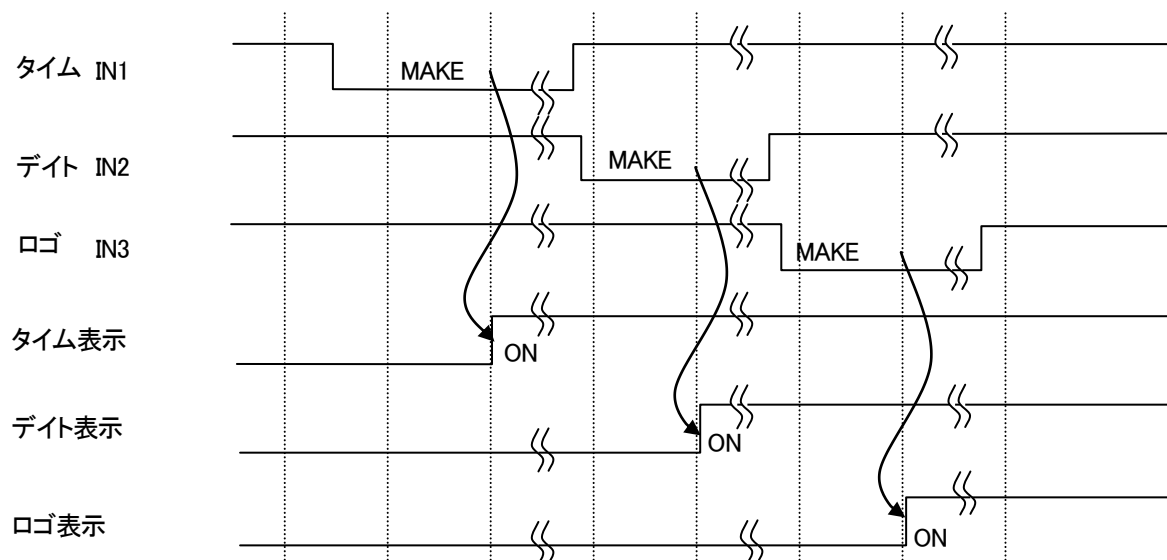 タイム IN1
MAKE
デイト IN2
MAKE
ロゴ IN3
MAKE
タイム表示
ON
デイト表示
ON
ロゴ表示
ON